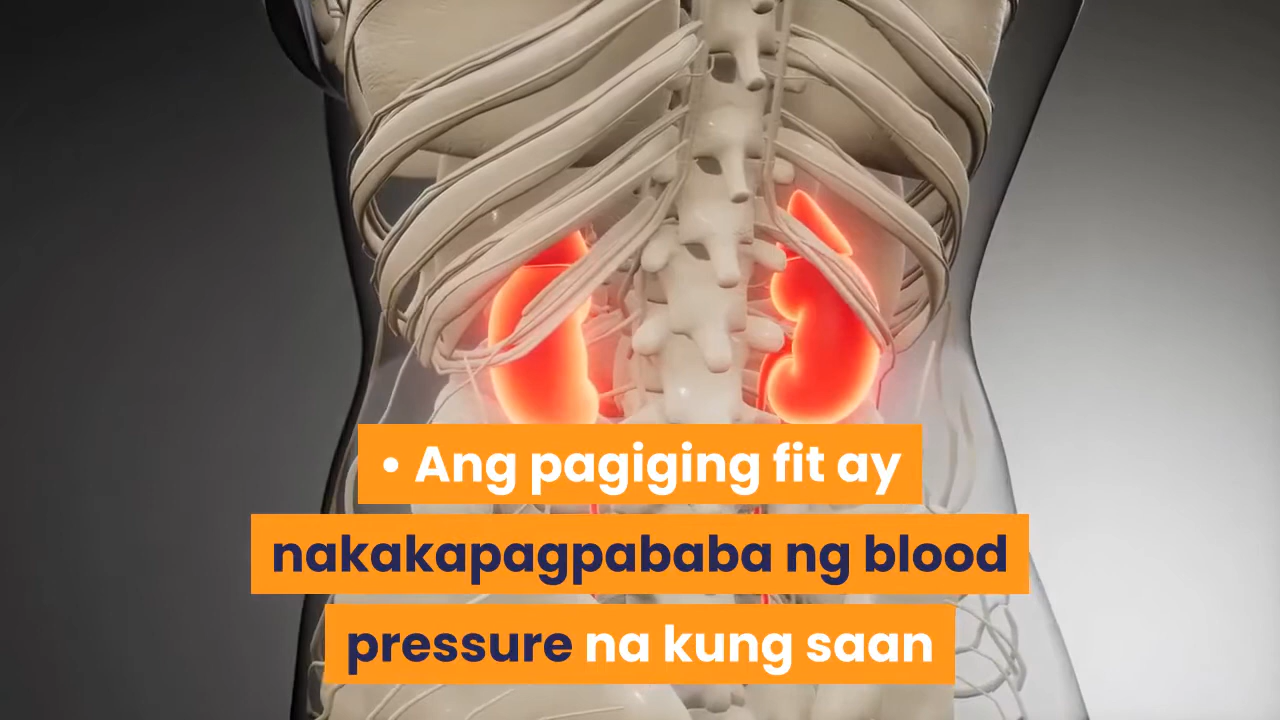 • Ang pagiging fit ay
nakakapagpababa ng blood
pressure na kung saan